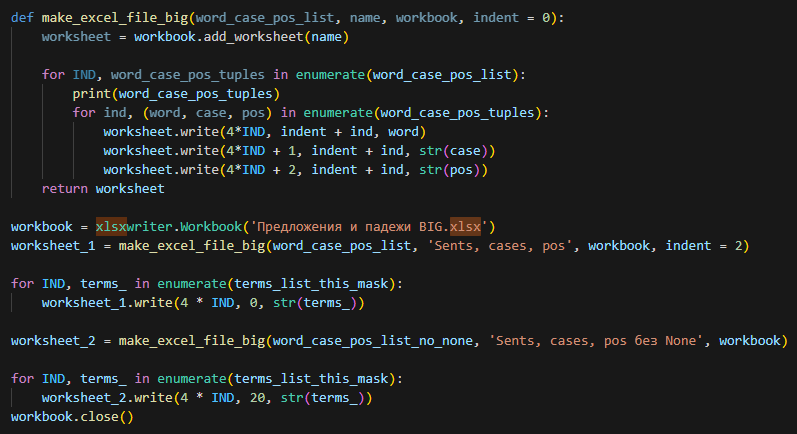 def make_excel_file_big(word_case_pos_list, name, workbook, indent = 0):
    worksheet = workbook.add_worksheet(name)

    for IND, word_case_pos_tuples in enumerate(word_case_pos_list):
        print(word_case_pos_tuples)
        for ind, (word, case, pos) in enumerate(word_case_pos_tuples):
            worksheet.write(4*IND, indent + ind, word)
            worksheet.write(4*IND + 1, indent + ind, str(case))
            worksheet.write(4*IND + 2, indent + ind, str(pos))
    return worksheet

workbook = xlsxwriter.Workbook('Предложения и падежи BIG.xlsx')
worksheet_1 = make_excel_file_big(word_case_pos_list, 'Sents, cases, pos', workbook, indent = 2)

for IND, terms_ in enumerate(terms_list_this_mask):
    worksheet_1.write(4 * IND, 0, str(terms_))

worksheet_2 = make_excel_file_big(word_case_pos_list_no_none, 'Sents, cases, pos без None', workbook)

for IND, terms_ in enumerate(terms_list_this_mask):
    worksheet_2.write(4 * IND, 20, str(terms_))
workbook.close()